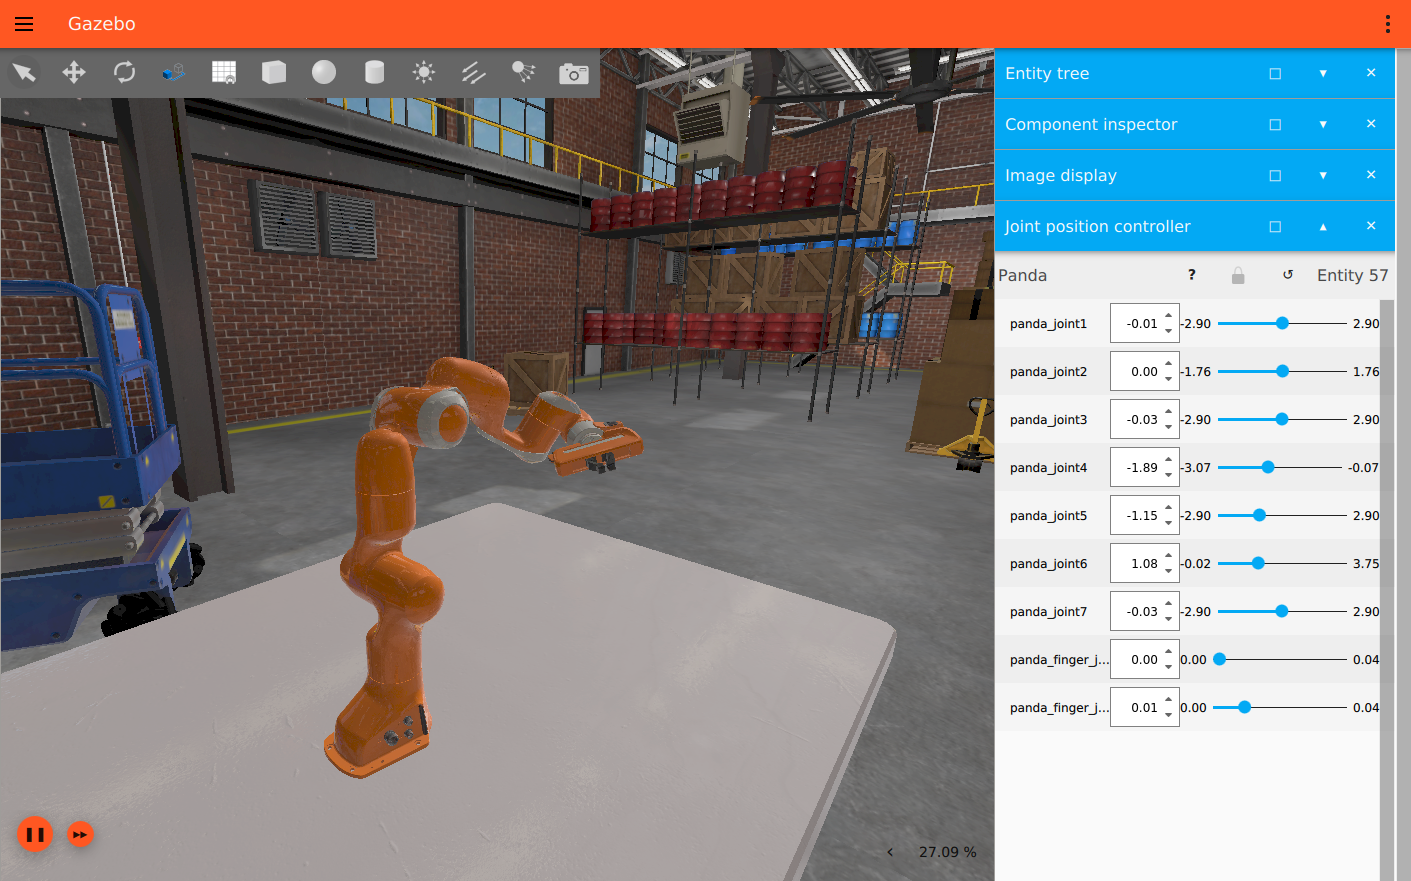 Gazebo
Entity tree
Component inspector
Image display
Joint position controller
Panda ? Entity 57
panda_joint1 -0.01 -2.90 2.90
panda_joint2 0.00 -1.76 1.76
panda_joint3 -0.03 -2.90 2.90
panda_joint4 -1.89 -3.07 -0.07
panda_joint5 -1.15 -2.90 2.90
panda_joint6 1.08 -0.02 3.75
panda_joint7 -0.03 -2.90 2.90
panda_finger_j... 0.00 0.00 0.04
panda_finger_j... 0.01 0.00 0.04
27.09 %